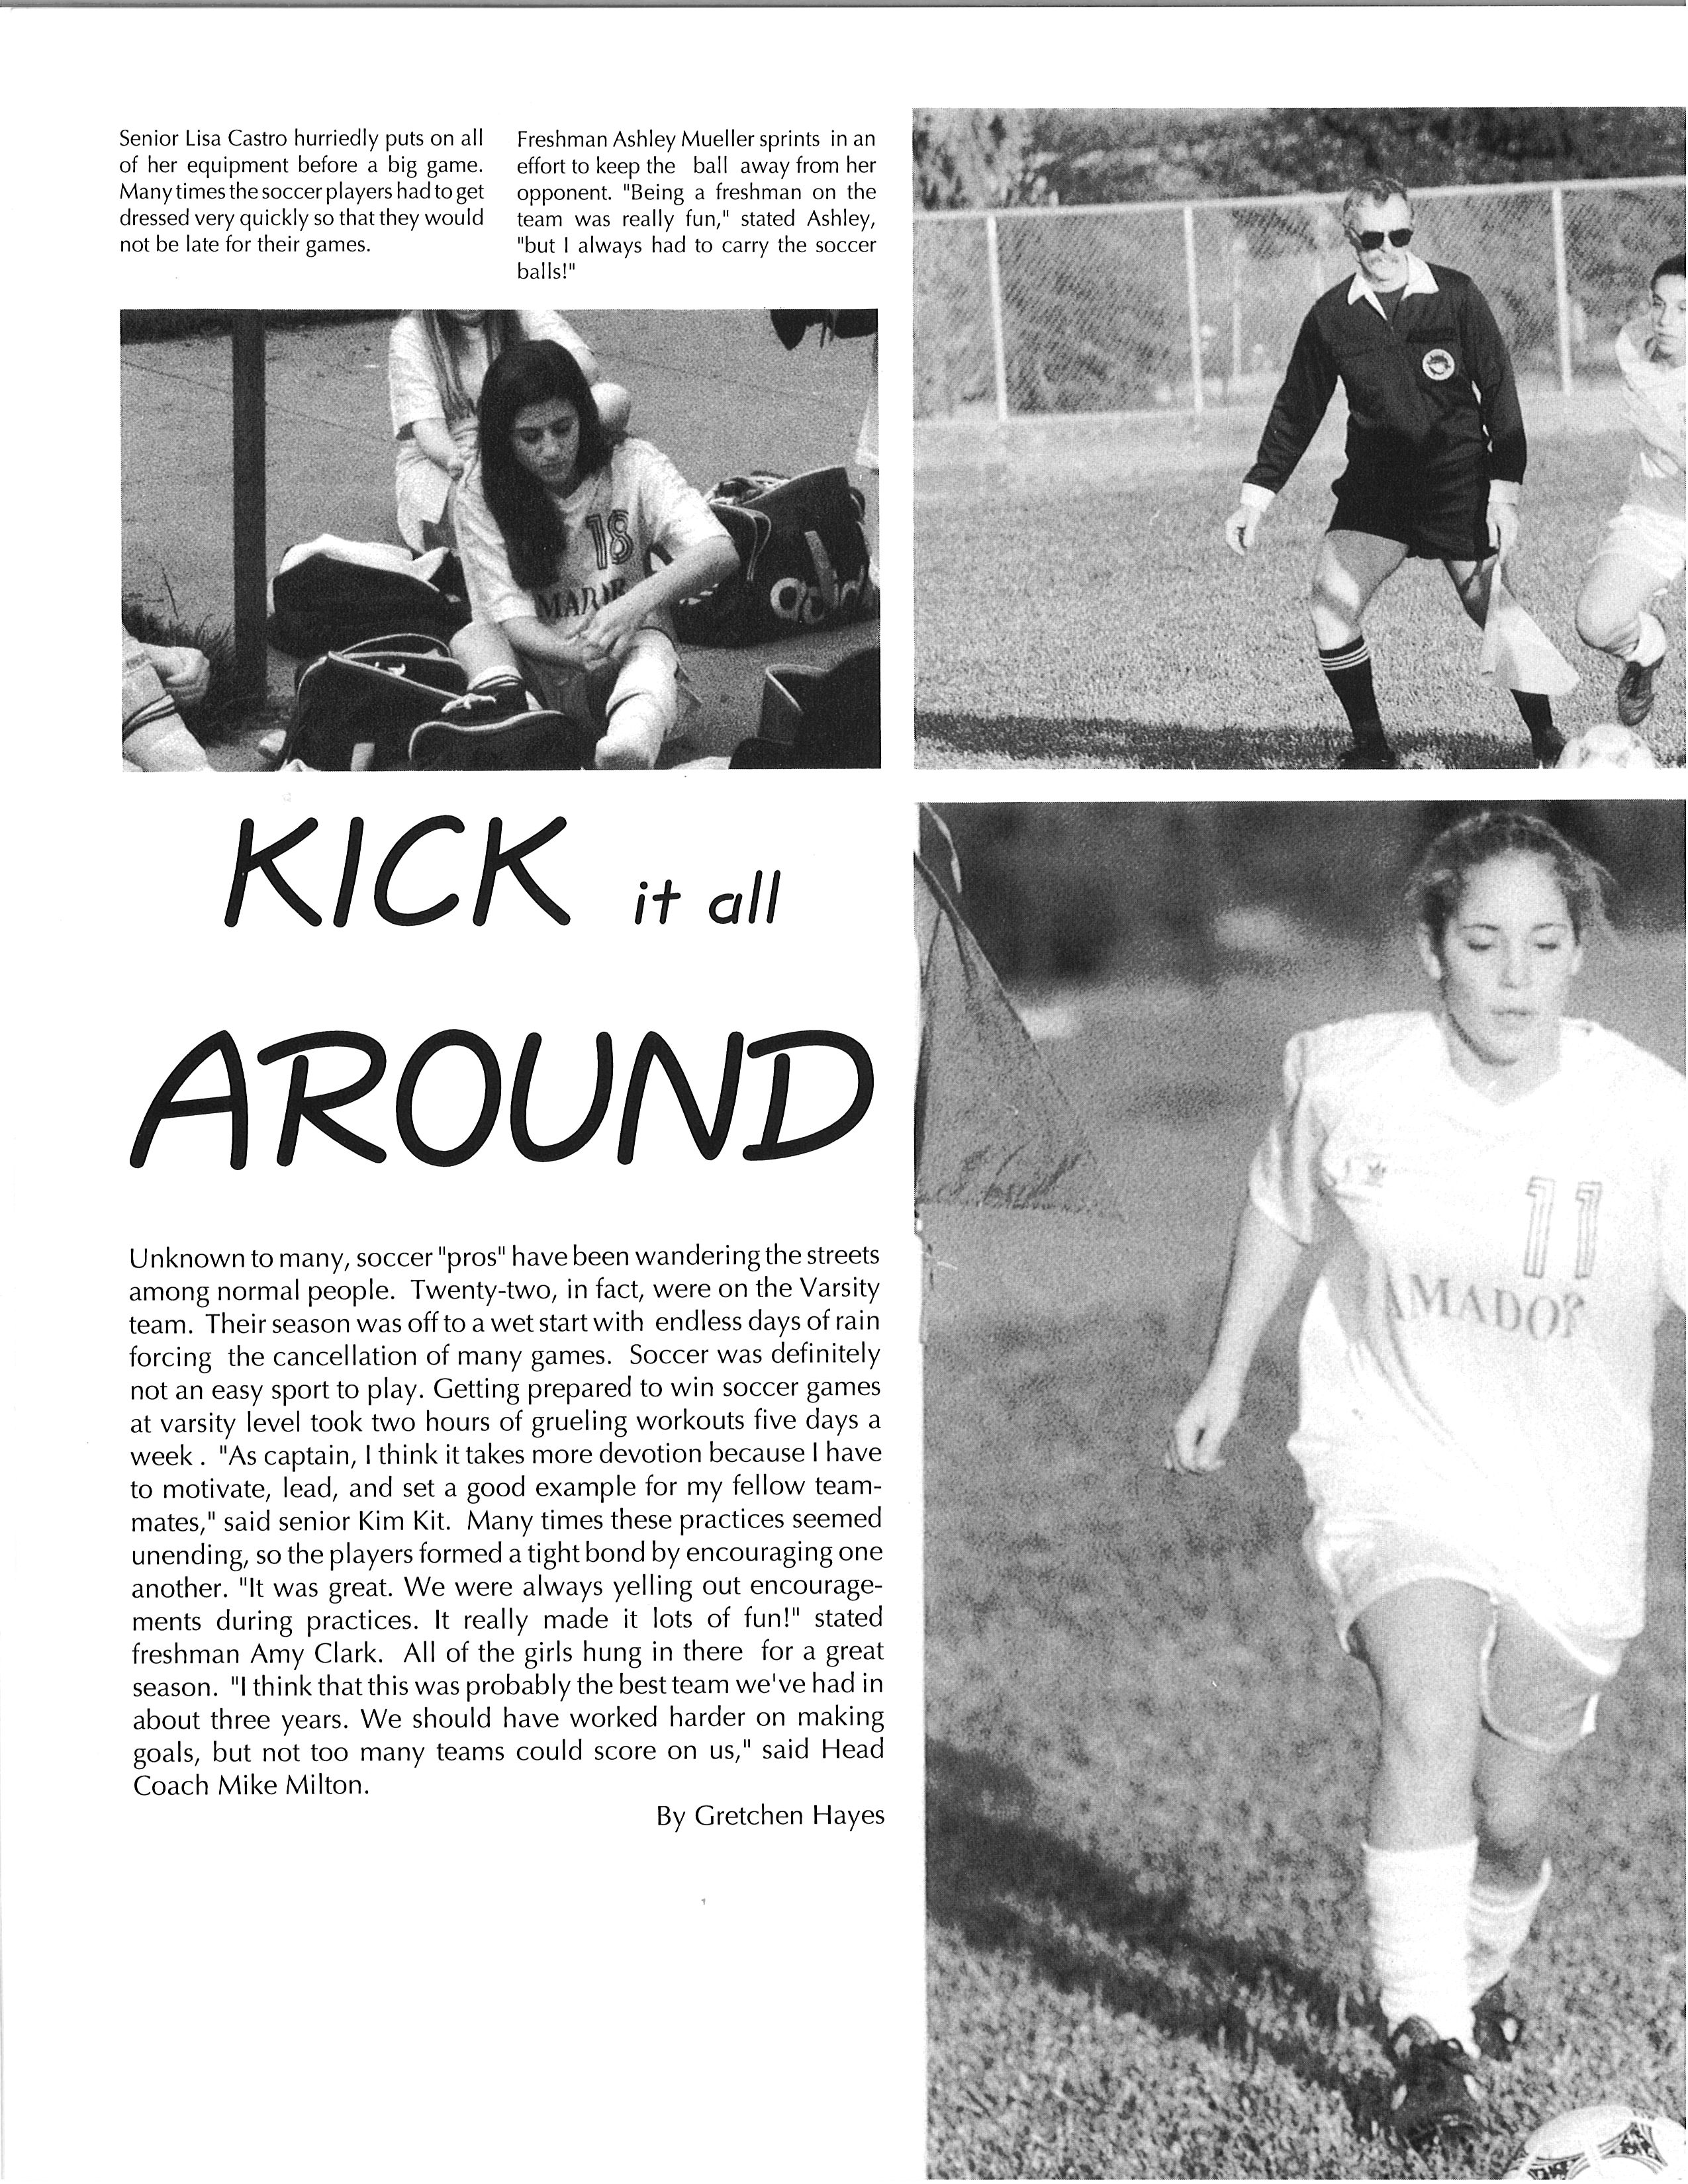 Senior Lisa Castro hurriedly puts on all
of her equipment before a big game.
Many times the soccer players had to get
dressed very quickly so that they would
not be late for their games.
Freshman Ashley Mueller sprints in an
effort to keep the ball away from her
opponent. "Being a freshman on the
team was really fun," stated Ashley,
"but I always had to carry the soccer
balls!"
18
MADOR
adid
KICK it all
AROUND
11
AMADOR
Unknown to many, soccer "pros" have been wandering the streets
among normal people. Twenty-two, in fact, were on the Varsity
team. Their season was off to a wet start with endless days of rain
forcing the cancellation of many games. Soccer was definitely
not an easy sport to play. Getting prepared to win soccer games
at varsity level took two hours of grueling workouts five days a
week . "As captain, I think it takes more devotion because I have
to motivate, lead, and set a good example for my fellow team-
mates," said senior Kim Kit. Many times these practices seemed
unending, so the players formed a tight bond by encouraging one
another. "It was great. We were always yelling out encourage-
ments during practices. It really made it lots of fun!" stated
freshman Amy Clark. All of the girls hung in there for a great
season. "I think that this was probably the best team we've had in
about three years. We should have worked harder on making
goals, but not too many teams could score on us," said Head
Coach Mike Milton.
By Gretchen Hayes